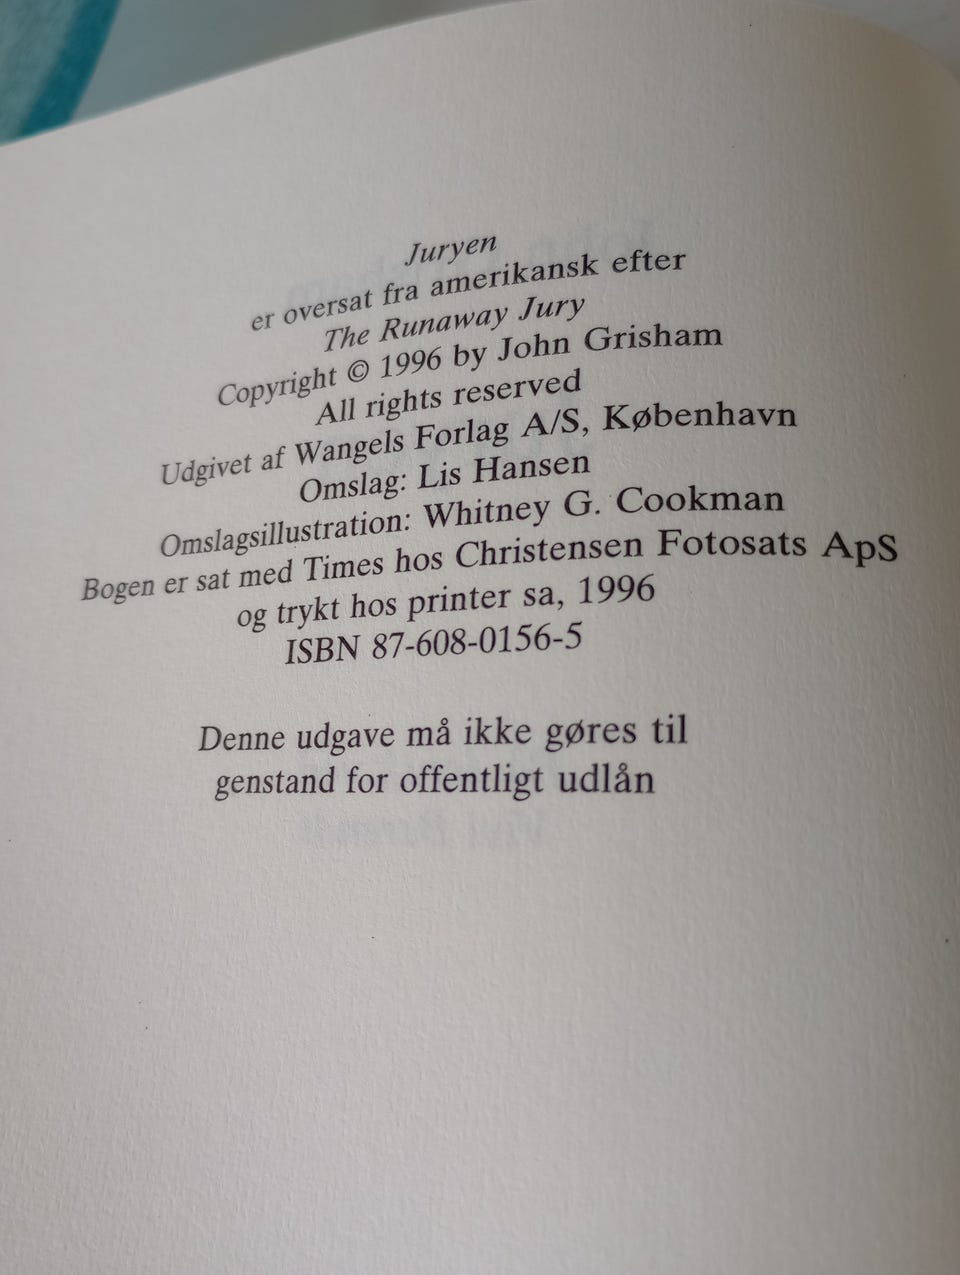 Juryen
er oversat fra amerikansk efter
The Runaway Jury
Copyright © 1996 by John Grisham
All rights reserved
Udgivet af Wangels Forlag A/S, København
Omslag: Lis Hansen
Omslagsillustration: Whitney G. Cookman
Bogen er sat med Times hos Christensen Fotosats ApS
og trykt hos printer sa, 1996
ISBN 87-608-0156-5
Denne udgave må ikke gøres til
genstand for offentligt udlån